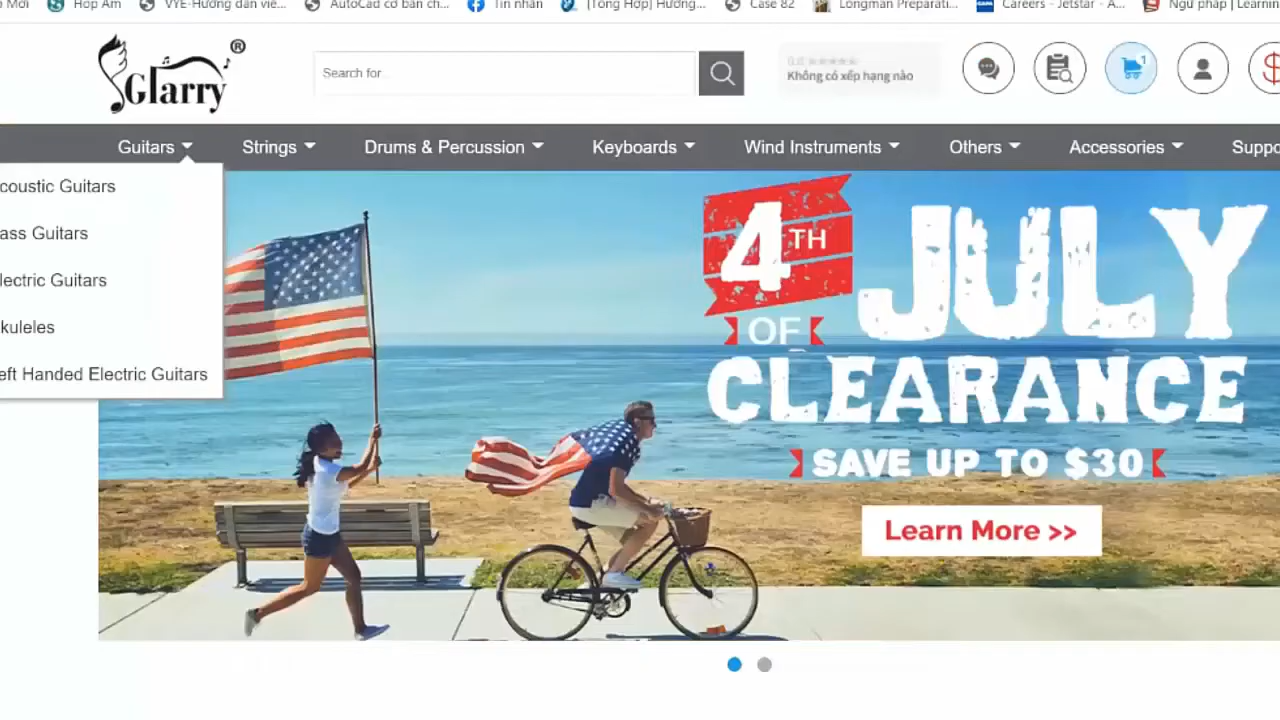 Hợp Âm
VYE-Hướng dẫn viê...
AutoCad cơ bản ch...
Tin nhắn
[Tổng Hợp] Hướng...
Case 82
Longman Preparati...
Careers - Jetstar - A...
Ngữ pháp | Learnin
Glarry®
Search for
0.0
Không có xếp hạng nào
1
Guitars
Strings
Drums & Percussion
Keyboards
Wind Instruments
Others
Accessories
Suppo
coustic Guitars
ass Guitars
lectric Guitars
kuleles
eft Handed Electric Guitars
4TH
OF
JULY
CLEARANCE
SAVE UP TO $30
Learn More >>